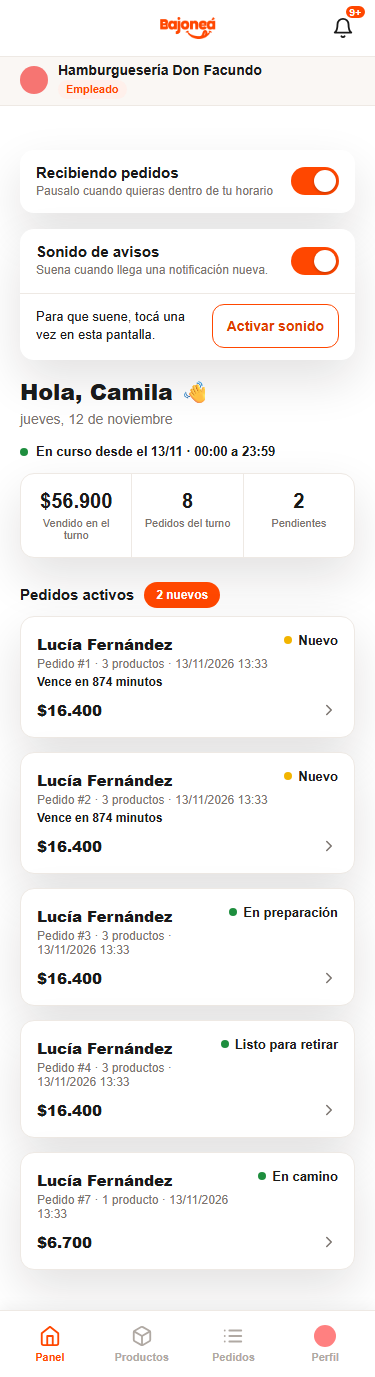 Bajoneá
9+
Hamburguesería Don Facundo
Empleado
Recibiendo pedidos
Pausalo cuando quieras dentro de tu horario
Sonido de avisos
Suena cuando llega una notificación nueva.
Para que suene, tocá una
vez en esta pantalla.
Activar sonido
Hola, Camila 👋
jueves, 12 de noviembre
En curso desde el 13/11 · 00:00 a 23:59
$56.900
Vendido en el
turno
8
Pedidos del turno
2
Pendientes
Pedidos activos
2 nuevos
Lucía Fernández
Nuevo
Pedido #1 · 3 productos · 13/11/2026 13:33
Vence en 874 minutos
$16.400
Lucía Fernández
Nuevo
Pedido #2 · 3 productos · 13/11/2026 13:33
Vence en 874 minutos
$16.400
Lucía Fernández
En preparación
Pedido #3 · 3 productos ·
13/11/2026 13:33
$16.400
Lucía Fernández
Listo para retirar
Pedido #4 · 3 productos ·
13/11/2026 13:33
$16.400
Lucía Fernández
En camino
Pedido #7 · 1 producto · 13/11/2026
13:33
$6.700
Panel
Productos
Pedidos
Perfil